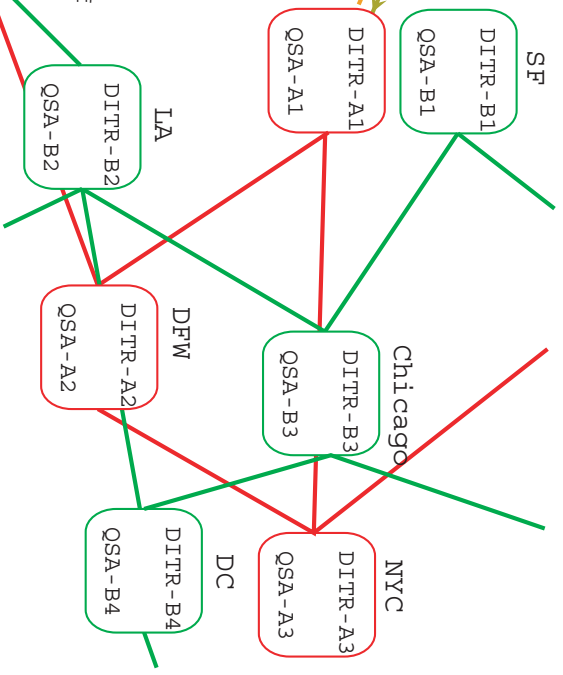 SF
DITR-B1
QSA-B1
DITR-A1
QSA-A1
LA
DITR-B2
QSA-B2
Chicago
DITR-B3
QSA-B3
DFW
DITR-A2
QSA-A2
NYC
DITR-A3
QSA-A3
DC
DITR-B4
QSA-B4